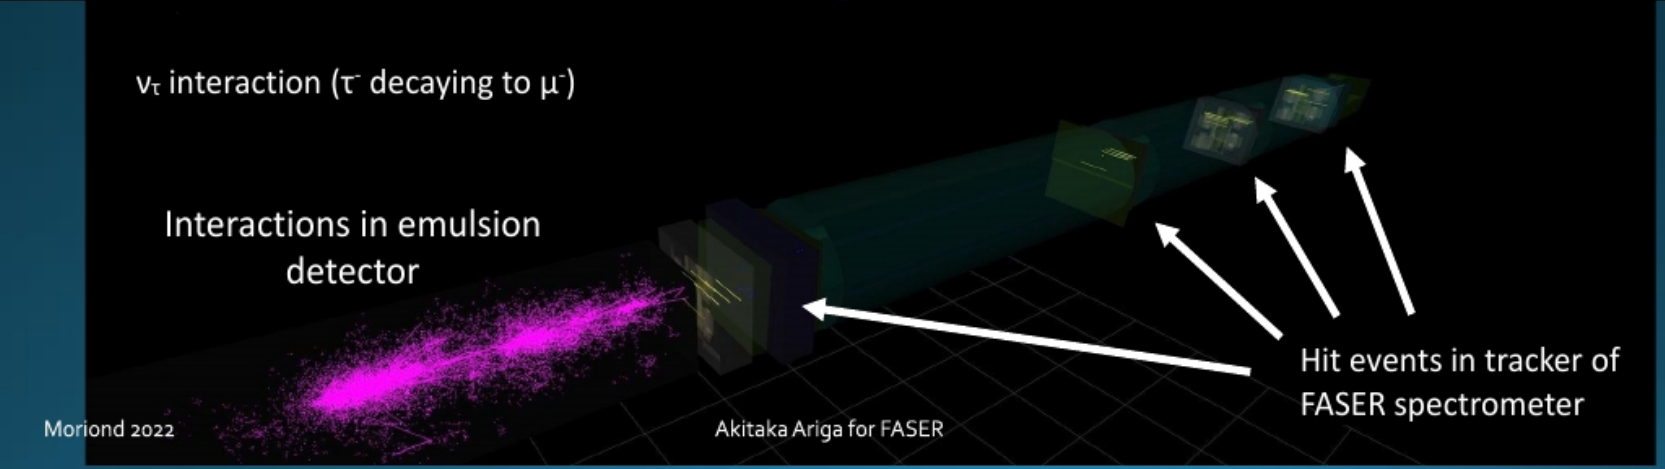 ντ interaction (τ⁻ decaying to μ⁻)
Interactions in emulsion
detector
Hit events in tracker of
FASER spectrometer
Moriond 2022
Akitaka Ariga for FASER